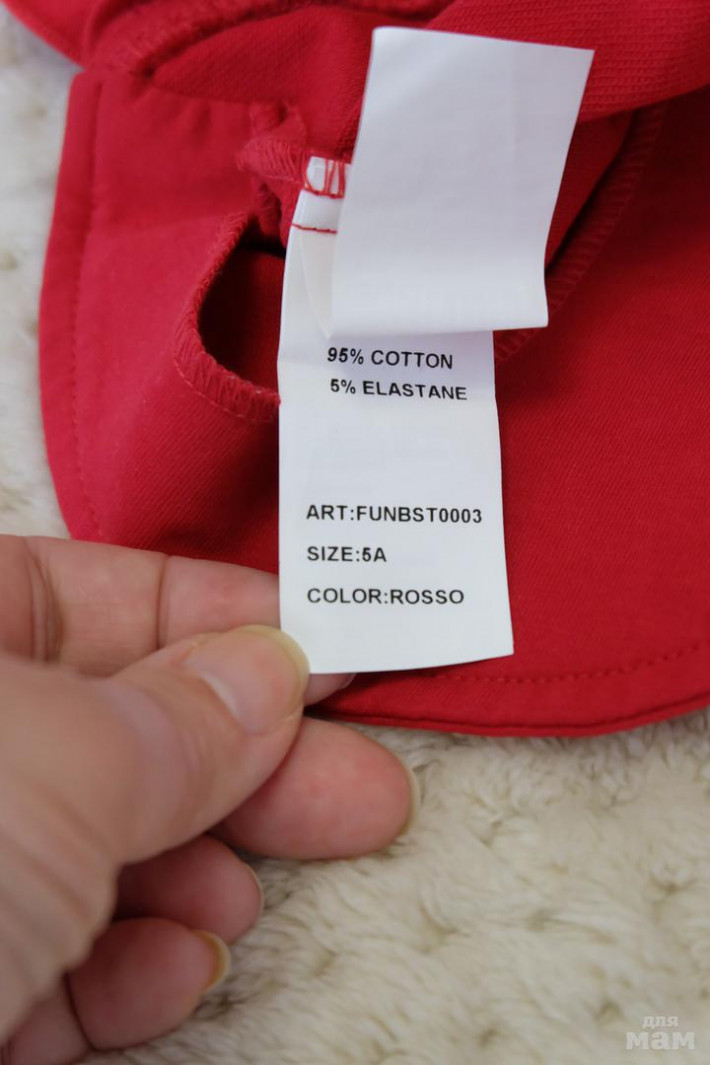 95% COTTON
5% ELASTANE
ART:FUNBST0003
SIZE:5A
COLOR:ROSSO
для
мам